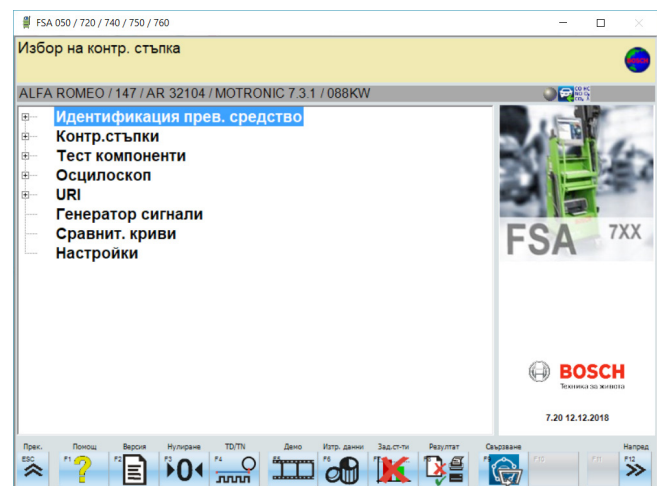 FSA 050 / 720 / 740 / 750 / 760
Избор на контр. стъпка
ALFA ROMEO / 147 / AR 32104 / MOTRONIC 7.3.1 / 088KW
Идентификация прев. средство
Контр.стъпки
Тест компоненти
Осцилоскоп
URI
Генератор сигнали
Сравнит. криви
Настройки
FSA 7XX
BOSCH
Техника за живота
7.20 12.12.2018
Прек. Помощ Версия Нулиране TD/TN Демо Изтр. данни Зад.ст-ти Резултат Свързване Напред
ESC F1 F2 F3 F4 F5 F6 F7 F8 F9 F10 F11 F12